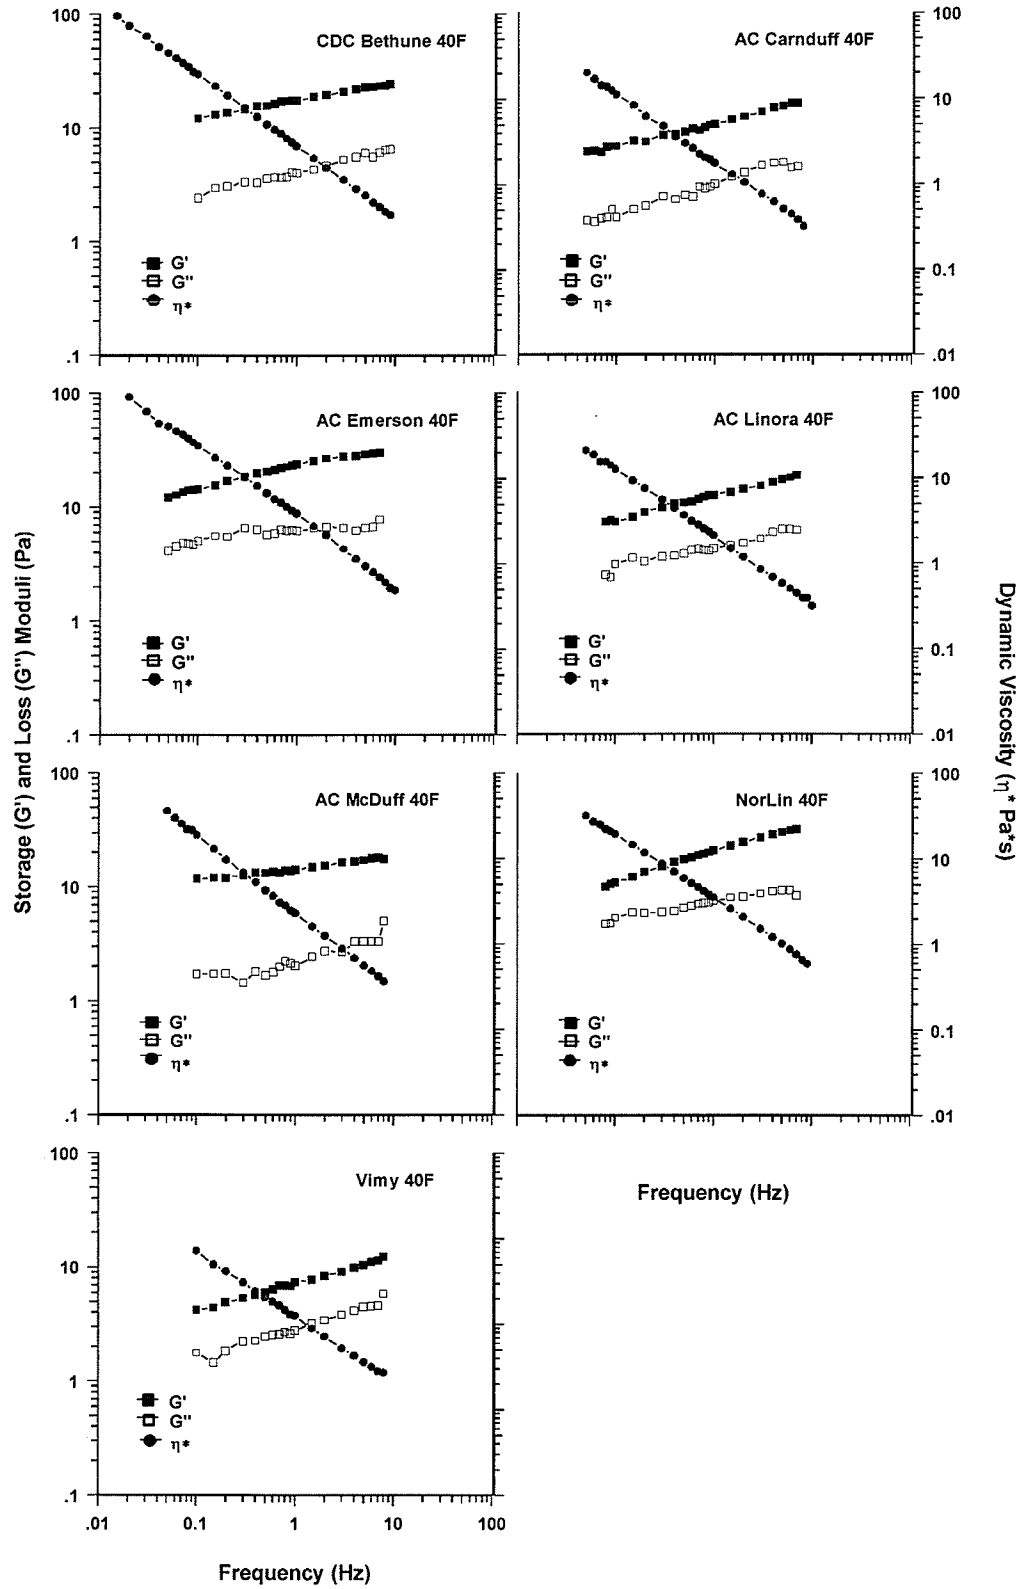 100
10
1
.1
CDC Bethune 40F
G'
G''
η*
AC Carnduff 40F
G'
G''
η*
100
10
1
0.1
.01
100
10
1
.1
AC Emerson 40F
G'
G''
η*
AC Linora 40F
G'
G''
η*
100
10
1
0.1
.01
100
10
1
.1
AC McDuff 40F
G'
G''
η*
NorLin 40F
G'
G''
η*
100
10
1
0.1
.01
100
10
1
.1
Vimy 40F
G'
G''
η*
.01 0.1 1 10 100
Frequency (Hz)
Frequency (Hz)
Storage (G') and Loss (G'') Moduli (Pa)
Dynamic Viscosity (η* Pa*s)